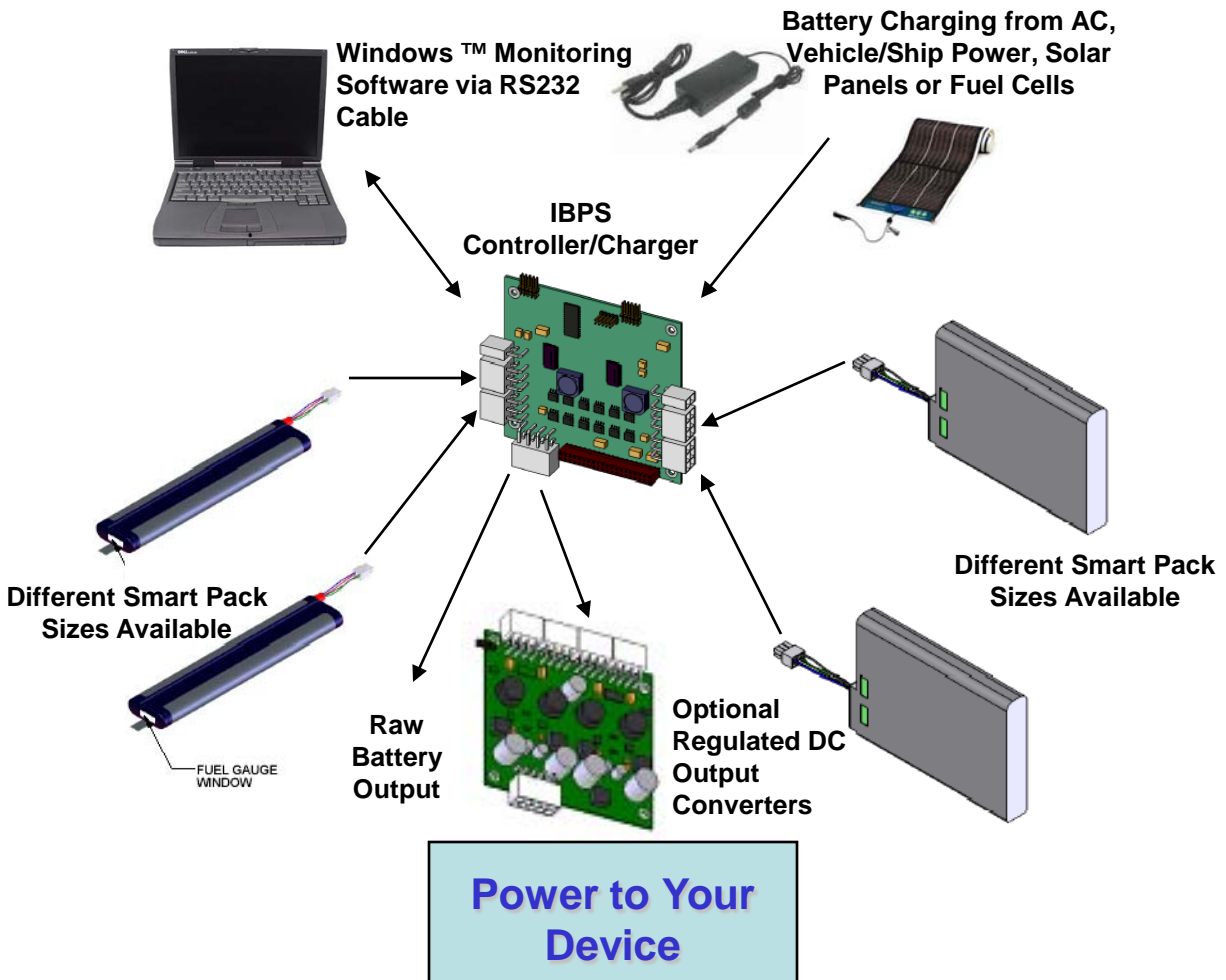 Windows ™ Monitoring
Software via RS232
Cable
Battery Charging from AC,
Vehicle/Ship Power, Solar
Panels or Fuel Cells
IBPS
Controller/Charger
Different Smart Pack
Sizes Available
Different Smart Pack
Sizes Available
FUEL GAUGE
WINDOW
Raw
Battery
Output
Optional
Regulated DC
Output
Converters
Power to Your
Device